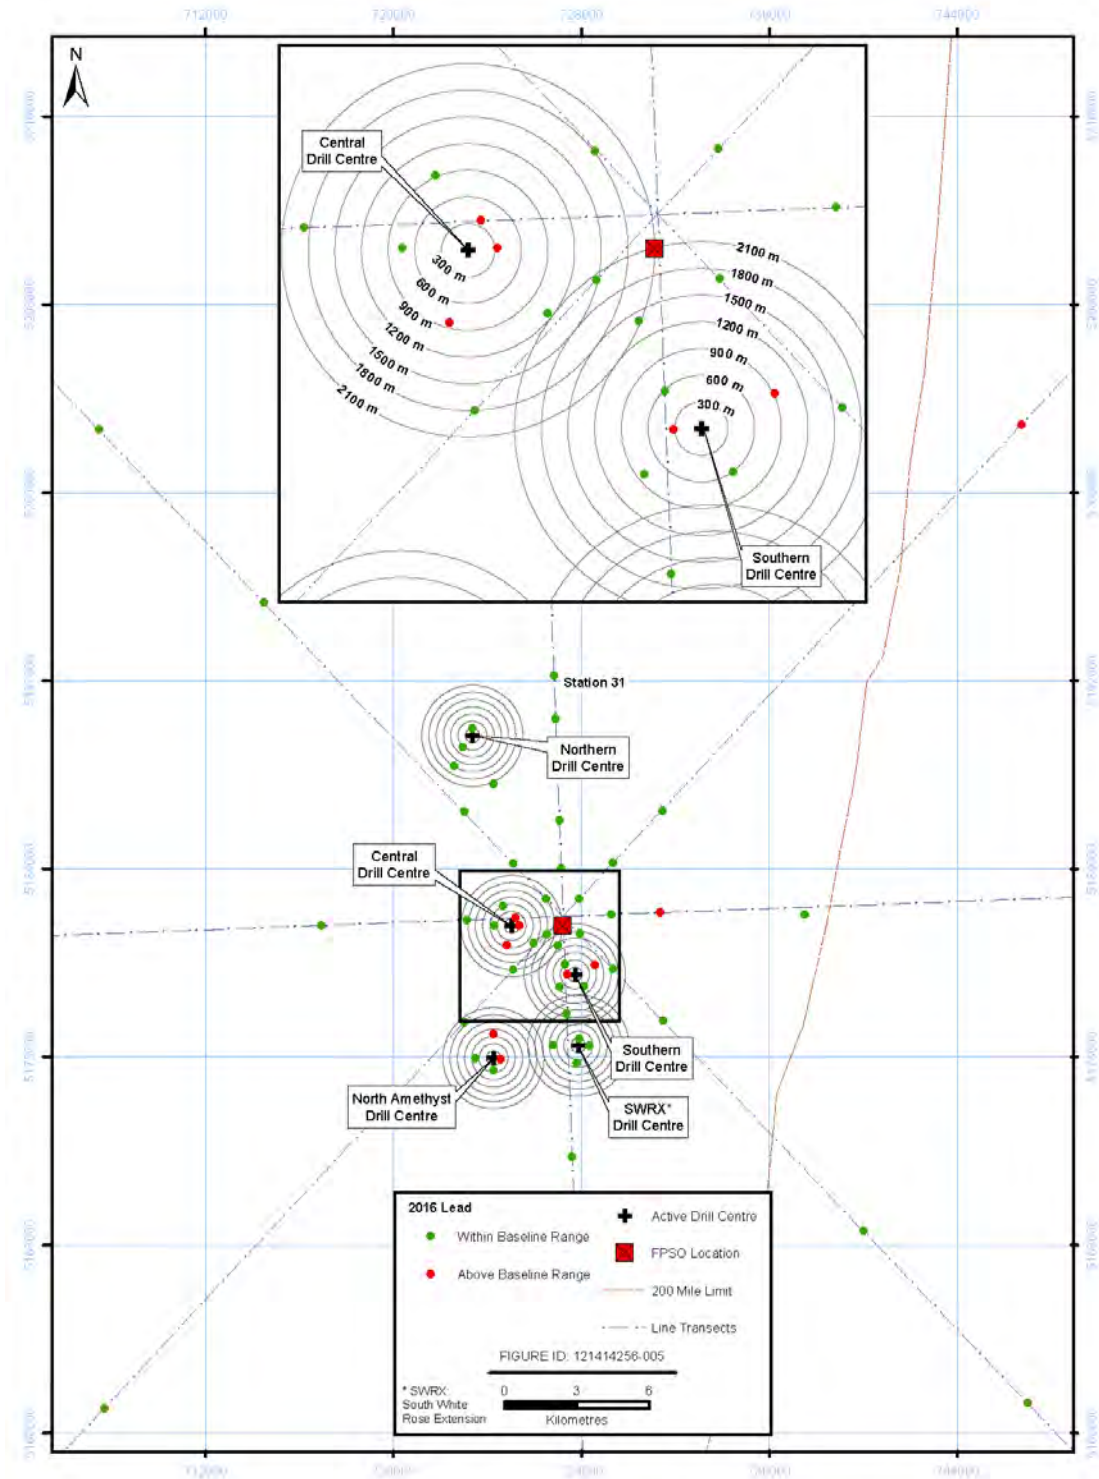 712000
720000
728000
744000
N
Central
Drill Centre
300 m
600 m
900 m
1200 m
1500 m
1800 m
2100 m
2100 m
1800 m
1500 m
1200 m
900 m
600 m
300 m
Southern
Drill Centre
Station 31
Northern
Drill Centre
Central
Drill Centre
Southern
Drill Centre
North Amethyst
Drill Centre
SWRX*
Drill Centre
2016 Lead
Within Baseline Range
Above Baseline Range
Active Drill Centre
FPSO Location
200 Mile Limit
Line Transects
FIGURE ID: 121414256-005
* SWRX:
South White
Rose Extension
0 3 6
Kilometres
712000